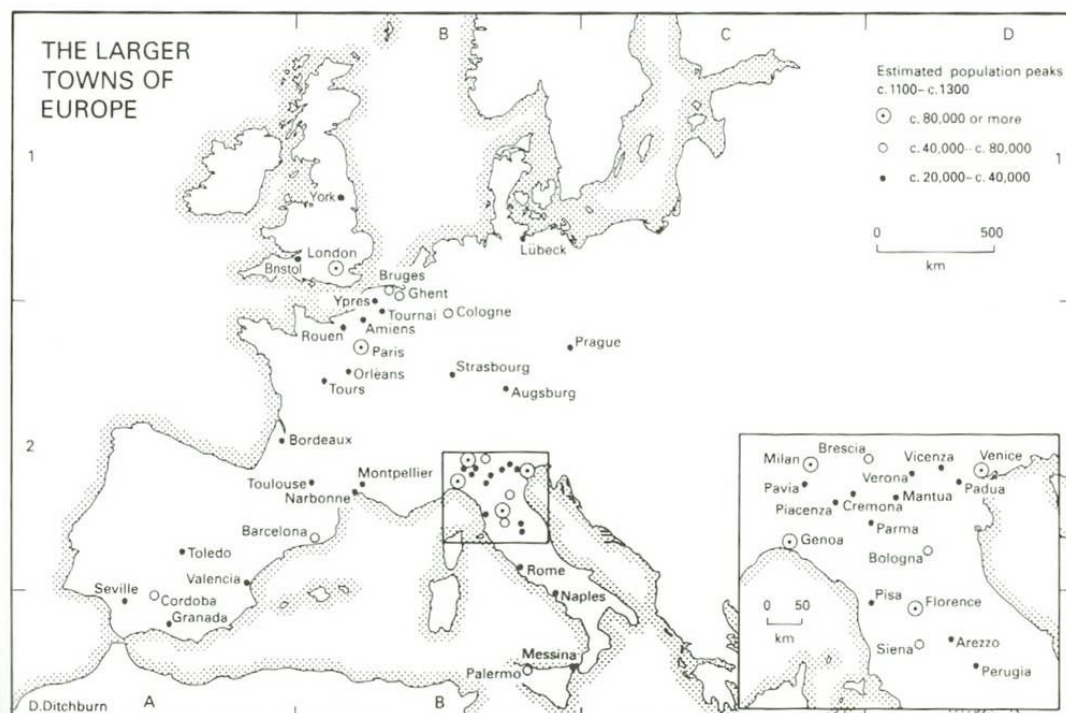 THE LARGER
TOWNS OF
EUROPE
B
C
D
Estimated population peaks
c.1100– c.1300
c. 80,000 or more
c. 40,000– c. 80,000
c. 20,000– c. 40,000
1
1
0 500
km
York
London
Bristol
Lübeck
Bruges
Ghent
Ypres
Tournai
Cologne
Rouen
Amiens
Paris
Prague
Orléans
Strasbourg
Tours
Augsburg
2
Bordeaux
Toulouse
Montpellier
Narbonne
Barcelona
Toledo
Valencia
Seville
Cordoba
Granada
Rome
Naples
Messina
Palermo
Milan
Brescia
Vicenza
Venice
2
Verona
Pavia
Padua
Piacenza
Cremona
Mantua
Parma
Genoa
Bologna
Pisa
Florence
0 50
km
Siena
Arezzo
Perugia
D.Ditchburn
A
B